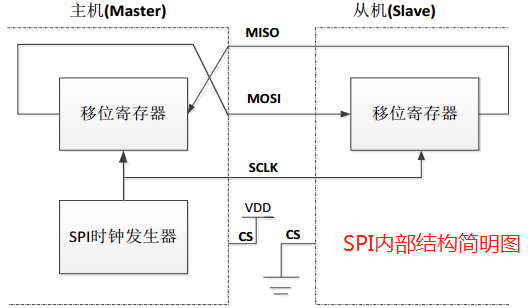 主机(Master)
从机(Slave)
MISO
移位寄存器
MOSI
移位寄存器
SCLK
SPI时钟发生器
VDD
CS
CS
SPI内部结构简明图